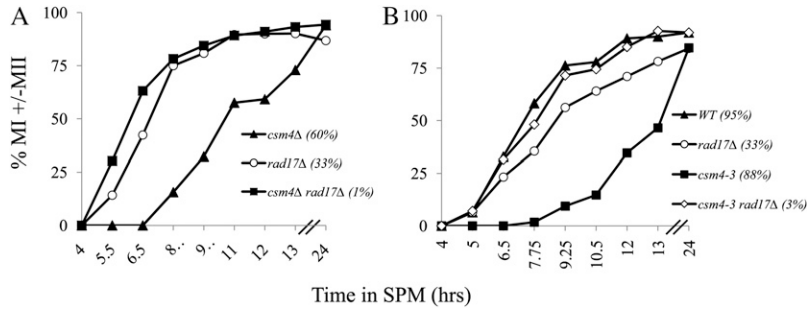 A
B
% MI +/-MII
100
75
50
25
0
csm4Δ (60%)
rad17Δ (33%)
csm4Δ rad17Δ (1%)
4 5.5 6.5 8.. 9.. 11 12 13 24
100
75
50
25
0
WT (95%)
rad17Δ (33%)
csm4-3 (88%)
csm4-3 rad17Δ (3%)
4 5 6.5 7.75 9.25 10.5 12 13 24
Time in SPM (hrs)